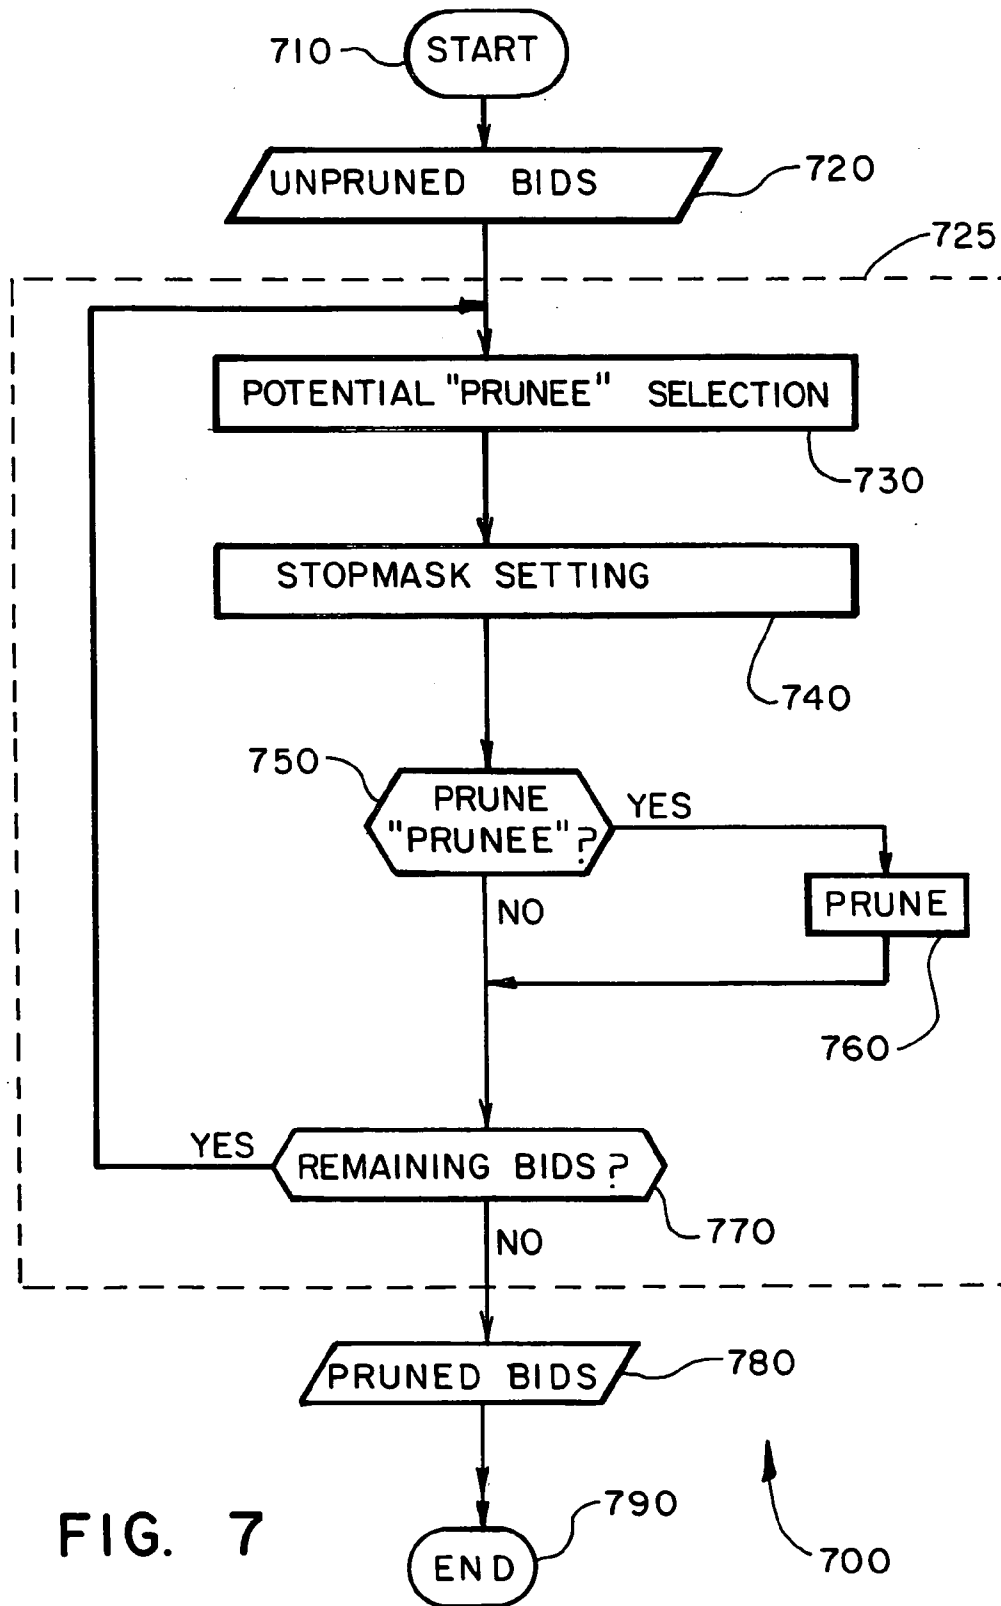 710
START
UNPRUNED BIDS
720
725
POTENTIAL "PRUNEE" SELECTION
730
STOPMASK SETTING
740
750
PRUNE
"PRUNEE"?
YES
NO
PRUNE
760
YES
REMAINING BIDS?
770
NO
PRUNED BIDS
780
FIG. 7
790
END
700